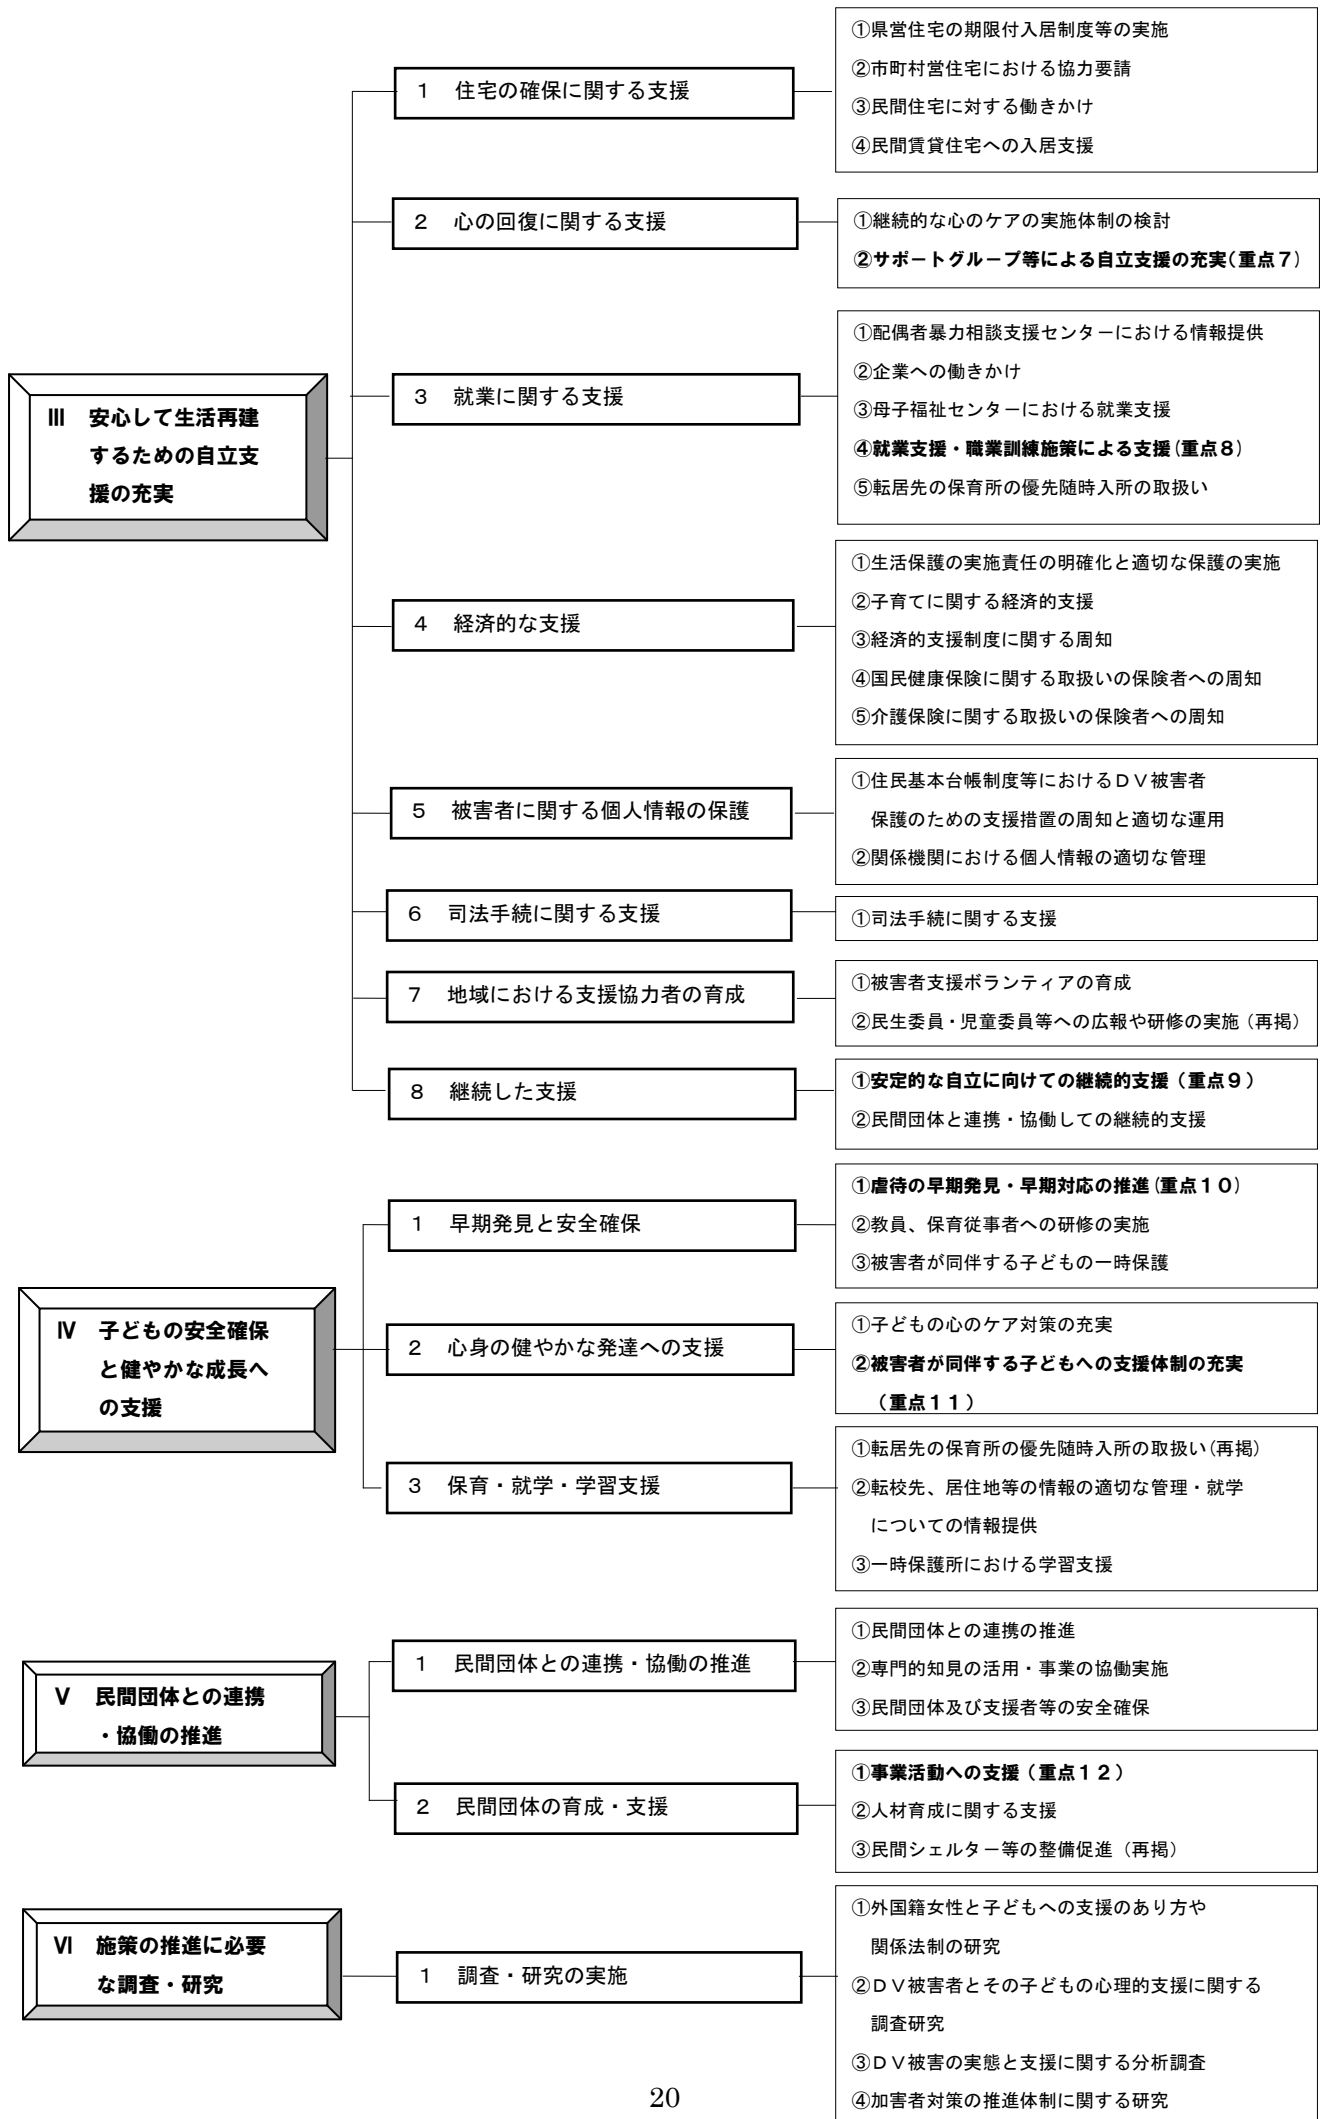 Ⅲ　安心して生活再建
するための自立支
援の充実
１　住宅の確保に関する支援
①県営住宅の期限付入居制度等の実施
②市町村営住宅における協力要請
③民間住宅に対する働きかけ
④民間賃貸住宅への入居支援
２　心の回復に関する支援
①継続的な心のケアの実施体制の検討
②サポートグループ等による自立支援の充実（重点７）
３　就業に関する支援
①配偶者暴力相談支援センターにおける情報提供
②企業への働きかけ
③母子福祉センターにおける就業支援
④就業支援・職業訓練施策による支援（重点８）
⑤転居先の保育所の優先随時入所の取扱い
４　経済的な支援
①生活保護の実施責任の明確化と適切な保護の実施
②子育てに関する経済的支援
③経済的支援制度に関する周知
④国民健康保険に関する取扱いの保険者への周知
⑤介護保険に関する取扱いの保険者への周知
５　被害者に関する個人情報の保護
①住民基本台帳制度等におけるＤＶ被害者
保護のための支援措置の周知と適切な運用
②関係機関における個人情報の適切な管理
６　司法手続に関する支援
①司法手続に関する支援
７　地域における支援協力者の育成
①被害者支援ボランティアの育成
②民生委員・児童委員等への広報や研修の実施（再掲）
８　継続した支援
①安定的な自立に向けての継続的支援（重点９）
②民間団体と連携・協働しての継続的支援
Ⅳ　子どもの安全確保
と健やかな成長へ
の支援
１　早期発見と安全確保
①虐待の早期発見・早期対応の推進（重点１０）
②教員、保育従事者への研修の実施
③被害者が同伴する子どもの一時保護
２　心身の健やかな発達への支援
①子どもの心のケア対策の充実
②被害者が同伴する子どもへの支援体制の充実
（重点１１）
３　保育・就学・学習支援
①転居先の保育所の優先随時入所の取扱い（再掲）
②転校先、居住地等の情報の適切な管理・就学
についての情報提供
③一時保護所における学習支援
Ⅴ　民間団体との連携
・協働の推進
１　民間団体との連携・協働の推進
①民間団体との連携の推進
②専門的知見の活用・事業の協働実施
③民間団体及び支援者等の安全確保
２　民間団体の育成・支援
①事業活動への支援（重点１２）
②人材育成に関する支援
③民間シェルター等の整備促進（再掲）
Ⅵ　施策の推進に必要
な調査・研究
１　調査・研究の実施
①外国籍女性と子どもへの支援のあり方や
関係法制の研究
②ＤＶ被害者とその子どもの心理的支援に関する
調査研究
③ＤＶ被害の実態と支援に関する分析調査
④加害者対策の推進体制に関する研究
20